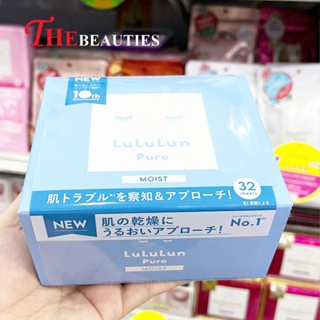 THE BEAUTIES
NEW
10th
LuLuLun
Pure
MOIST
肌トラブル*を察知&アプローチ!
32
sheets
NEW
肌の乾燥に
うるおいアプローチ!
No.1
LuLuLun
Pure
MOIST